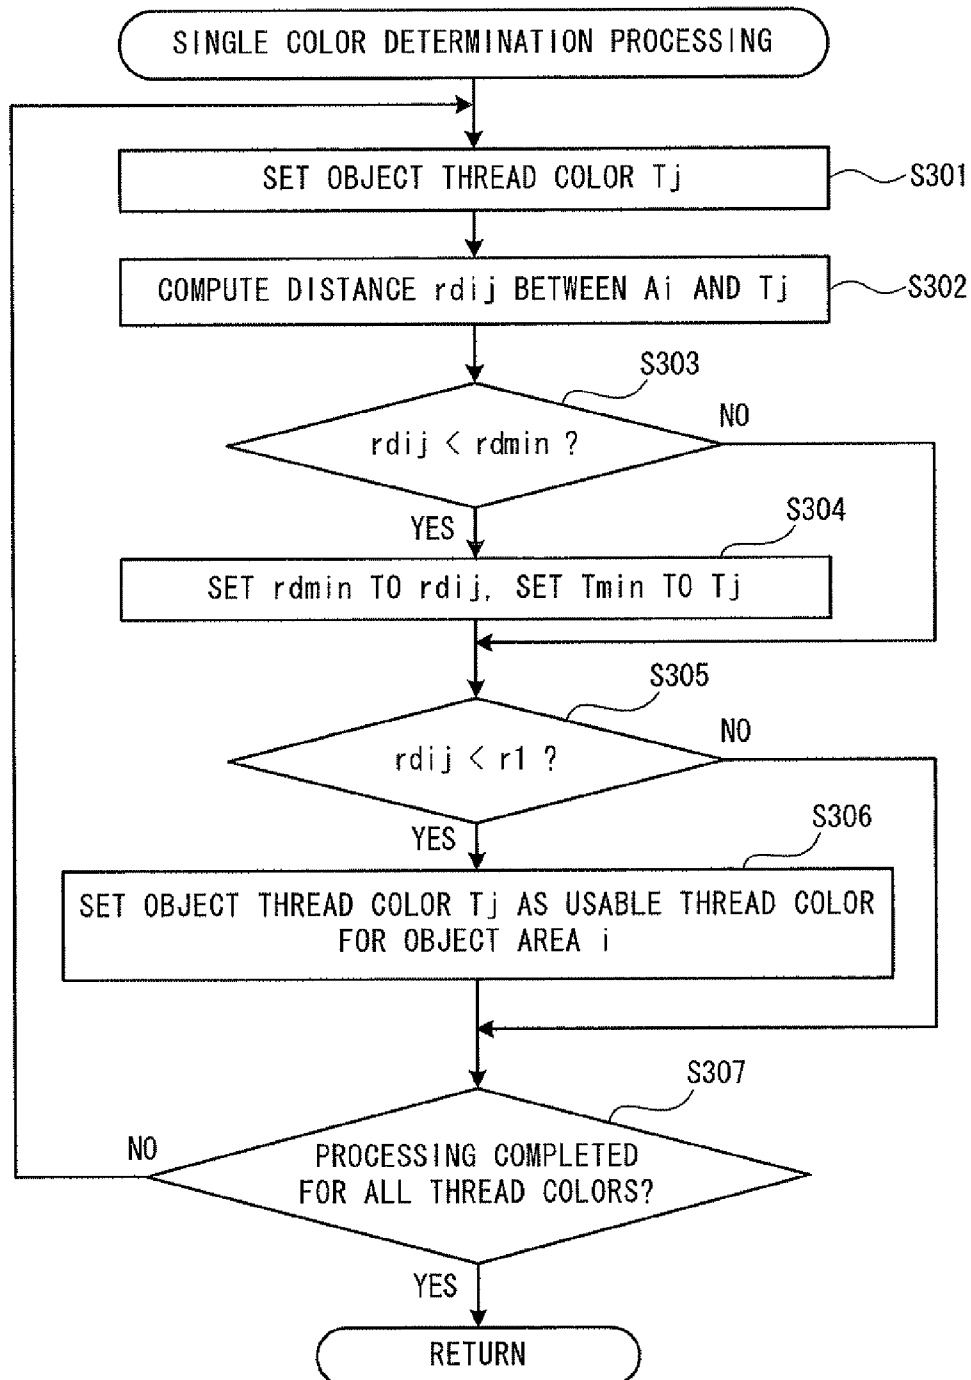 SINGLE COLOR DETERMINATION PROCESSING
SET OBJECT THREAD COLOR Tj
S301
COMPUTE DISTANCE rdij BETWEEN Ai AND Tj
S302
S303
rdij < rdmin ?
NO
YES
S304
SET rdmin TO rdij, SET Tmin TO Tj
S305
rdij < r1 ?
NO
YES
S306
SET OBJECT THREAD COLOR Tj AS USABLE THREAD COLOR
FOR OBJECT AREA i
S307
NO
PROCESSING COMPLETED
FOR ALL THREAD COLORS?
YES
RETURN